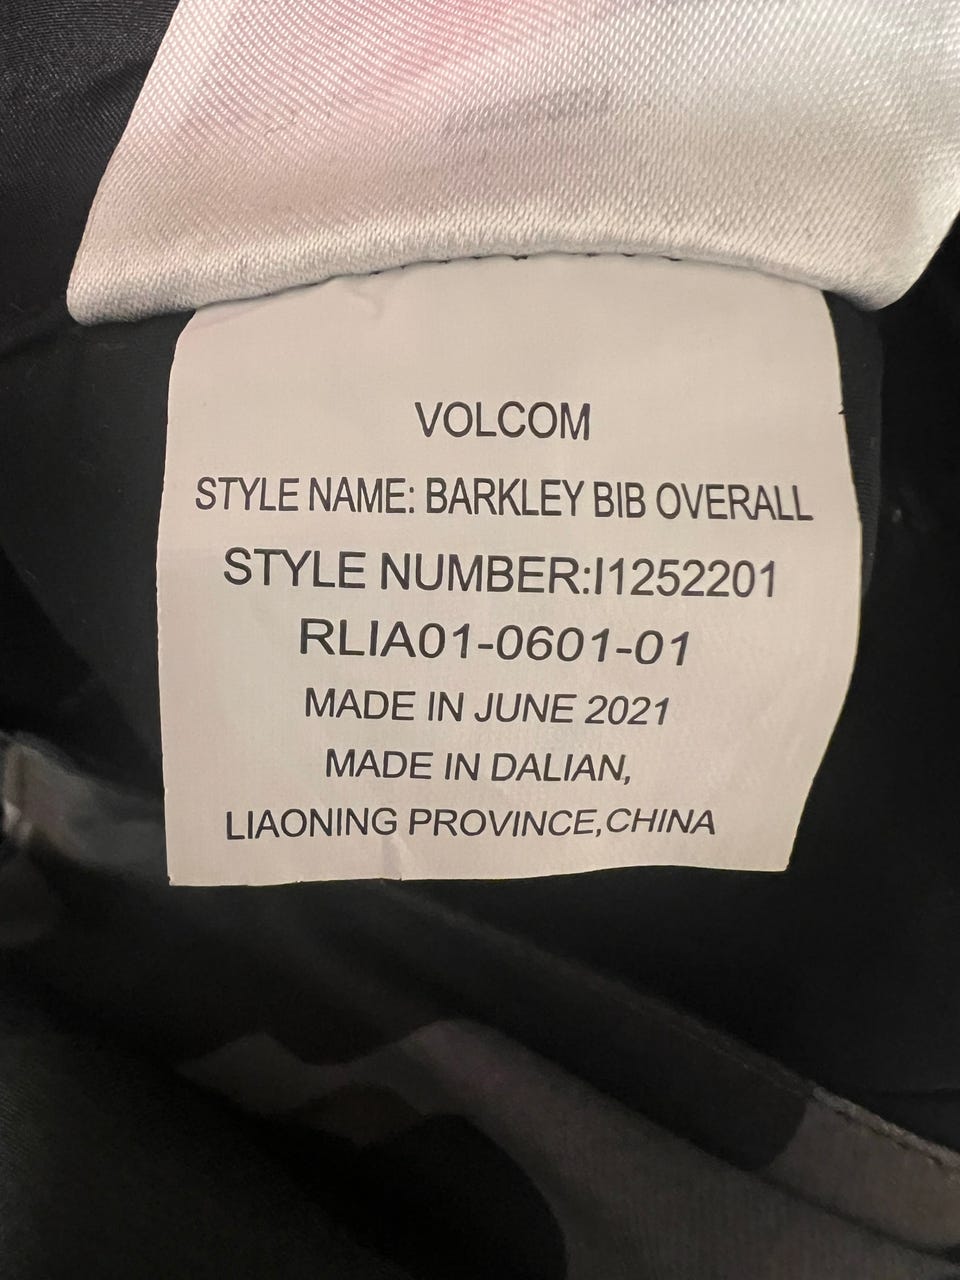 VOLCOM
STYLE NAME: BARKLEY BIB OVERALL
STYLE NUMBER:I1252201
RLIA01-0601-01
MADE IN JUNE 2021
MADE IN DALIAN,
LIAONING PROVINCE,CHINA